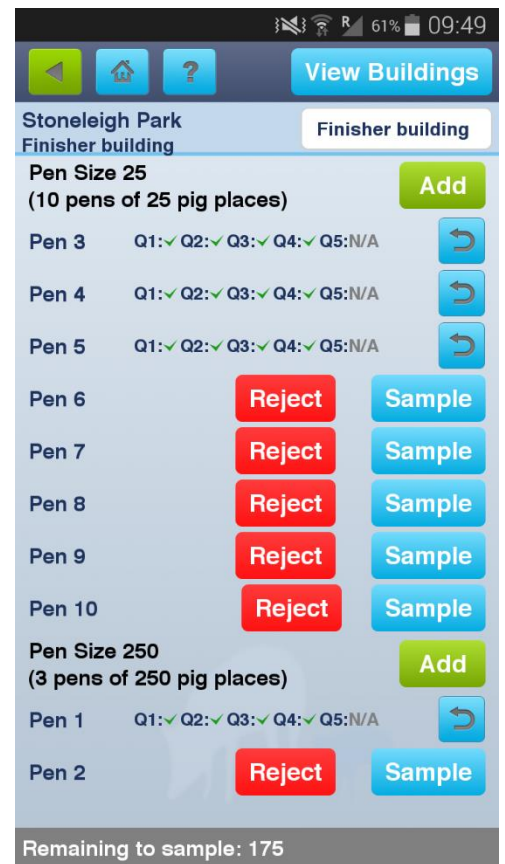 R 61% 09:49
? View Buildings
Stoneleigh Park
Finisher building Finisher building
Pen Size 25
(10 pens of 25 pig places) Add
Pen 3 Q1:✓ Q2:✓ Q3:✓ Q4:✓ Q5:N/A
Pen 4 Q1:✓ Q2:✓ Q3:✓ Q4:✓ Q5:N/A
Pen 5 Q1:✓ Q2:✓ Q3:✓ Q4:✓ Q5:N/A
Pen 6 Reject Sample
Pen 7 Reject Sample
Pen 8 Reject Sample
Pen 9 Reject Sample
Pen 10 Reject Sample
Pen Size 250
(3 pens of 250 pig places) Add
Pen 1 Q1:✓ Q2:✓ Q3:✓ Q4:✓ Q5:N/A
Pen 2 Reject Sample
Remaining to sample: 175